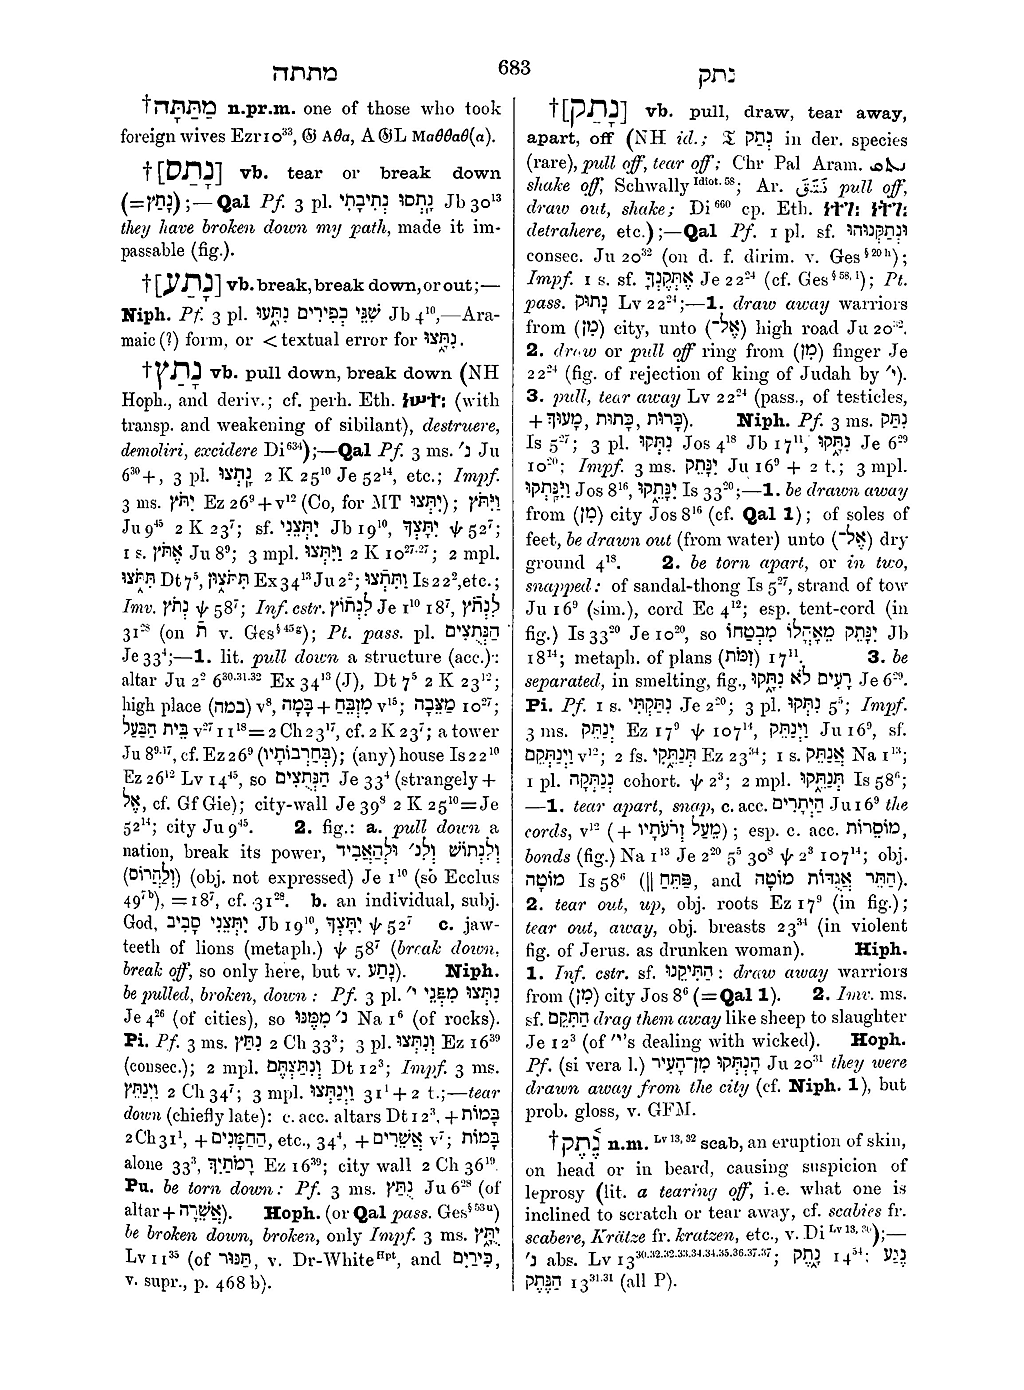 מתתה
683
נתק
†מַתַּתָּה n.pr.m. one of those who took
foreign wives Ezr 10³³, 𝔊 Αθα, A 𝔊L Μαθθαθ(α).
†[נָתַס] vb. tear or break down
(=נָתַץ);—Qal Pf. 3 pl. נָתְסוּ נְתִיבָתִי Jb 30¹³
they have broken down my path, made it im-
passable (fig.).
†[נָתַע] vb. break, break down, or out;—
Niph. Pf. 3 pl. שִׁנֵּי כְפִירִים נִתָּעוּ Jb 4¹⁰,—Ara-
maic (?) form, or < textual error for נִתָּצוּ.
†נָתַץ vb. pull down, break down (NH
Hoph., and deriv.; cf. perh. Eth. (with
transp. and weakening of sibilant), destruere,
demoliri, excidere Di⁶³⁴);—Qal Pf. 3 ms. נ׳ Ju
6³⁰+, 3 pl. נָתְצוּ 2 K 25¹⁰ Je 52¹⁴, etc.; Impf.
3 ms. יִתֹּץ Ez 26⁹ + v¹² (Co, for MT יִתֹּצוּ); וַיִּתֹּץ
Ju 9⁴⁵ 2 K 23⁷; sf. יִתְּצֵנִי Jb 19¹⁰, יִתָּצְךָ ψ 52⁷;
1 s. אֶתֹּץ Ju 8⁹; 3 mpl. וַיִּתְּצוּ 2 K 10²⁷·²⁷; 2 mpl.
תִּתֹּצוּ Dt 7⁵, תִּתֹּצוּן Ex 34¹³ Ju 2²; וַתִּתְצוּ Is 22², etc.;
Imv. נְתֹץ ψ 58⁷; Inf. cstr. לִנְתוֹץ Je 1¹⁰ 18⁷, לִנְתֹץ
31²⁸ (on ת v. Ges§⁴⁵ᵍ); Pt. pass. pl. הַנְּתֻצִים
Je 33⁴;—1. lit. pull down a structure (acc.):
altar Ju 2² 6³⁰·³¹·³² Ex 34¹³ (J), Dt 7⁵ 2 K 23¹²;
high place (במה) v⁸, מִזְבֵּחַ + בָּמָה v¹⁵; מַצֵּבָה 10²⁷;
בֵּית הַבַּעַל v²⁷ 11¹⁸ = 2 Ch 23¹⁷, cf. 2 K 23⁷; a tower
Ju 8⁹·¹⁷, cf. Ez 26⁹ (בְּחַרְבוֹתָיו); (any) house Is 22¹⁰
Ez 26¹² Lv 14⁴⁵, so הַנְּתֻצִים Je 33⁴ (strangely +
אֶל, cf. Gf Gie); city-wall Je 39⁸ 2 K 25¹⁰ = Je
52¹⁴; city Ju 9⁴⁵. 2. fig.: a. pull down a
nation, break its power, וְלִנְתוֹשׁ וְלִנ׳ וּלְהַאֲבִיד
(וְלַהֲרוֹס) (obj. not expressed) Je 1¹⁰ (so Ecclus
49⁷ᵇ), = 18⁷, cf. 31²⁸. b. an individual, subj.
God, יִתְּצֵנִי סָבִיב Jb 19¹⁰, יִתָּצְךָ ψ 52⁷ c. jaw-
teeth of lions (metaph.) ψ 58⁷ (break down,
break off, so only here, but v. נָתַע). Niph.
be pulled, broken, down: Pf. 3 pl. נִתְּצוּ מִפְּנֵי י׳
Je 4²⁶ (of cities), so נ׳ מִמֶּנּוּ Na 1⁶ (of rocks).
Pi. Pf. 3 ms. נִתַּץ 2 Ch 33³; 3 pl. וְנִתְּצוּ Ez 16³⁹
(consec.); 2 mpl. וְנִתַּצְתֶּם Dt 12³; Impf. 3 ms.
וַיְנַתֵּץ 2 Ch 34⁷; 3 mpl. וַיְנַתְּצוּ 31¹ + 2 t.;—tear
down (chiefly late): c. acc. altars Dt 12³, + בָּמוֹת
2 Ch 31¹, + הַחַמָּנִים, etc., 34⁴, + אֲשֵׁרִים v⁷; בָּמוֹת
alone 33³, רָמֹתַיִךְ Ez 16³⁹; city wall 2 Ch 36¹⁹.
Pu. be torn down: Pf. 3 ms. נֻתַּץ Ju 6²⁸ (of
altar + אֲשֵׁרָה). Hoph. (or Qal pass. Ges§⁵³ᵘ)
be broken down, broken, only Impf. 3 ms. יֻתָּץ
Lv 11³⁵ (of תַּנּוּר, v. Dr-White ᴴᵖᵗ, and כִּירַיִם,
v. supr., p. 468 b).
†[נָתַק] vb. pull, draw, tear away,
apart, off (NH id.; 𝔗 נְתַק in der. species
(rare), pull off, tear off; Chr Pal Aram.
shake off, Schwally Idiot. 58; Ar. نَتَقَ pull off,
draw out, shake; Di⁶⁶⁰ cp. Eth.
detrahere, etc.);—Qal Pf. 1 pl. sf. וּנְתַקְנוּהוּ
consec. Ju 20³² (on d. f. dirim. v. Ges§²⁰ʰ);
Impf. 1 s. sf. אֶתְּקֶנְךָּ Je 22²⁴ (cf. Ges§⁵⁸·¹); Pt.
pass. נָתוּק Lv 22²⁴;—1. draw away warriors
from (מִן) city, unto (אֶל־) high road Ju 20³².
2. draw or pull off ring from (מִן) finger Je
22²⁴ (fig. of rejection of king of Judah by י׳).
3. pull, tear away Lv 22²⁴ (pass., of testicles,
+ כָּרוּת, כָּתוּת, מָעוּךְ). Niph. Pf. 3 ms. נִתַּק
Is 5²⁷; 3 pl. נִתְּקוּ Jos 4¹⁸ Jb 17¹¹, נִתָּקוּ Je 6²⁹
10²⁰; Impf. 3 ms. יִנָּתֵק Ju 16⁹ + 2 t.; 3 mpl.
וַיִּנָּתְקוּ Jos 8¹⁶, יִנָּתֵקוּ Is 33²⁰;—1. be drawn away
from (מִן) city Jos 8¹⁶ (cf. Qal 1); of soles of
feet, be drawn out (from water) unto (אֶל־) dry
ground 4¹⁸. 2. be torn apart, or in two,
snapped: of sandal-thong Is 5²⁷, strand of tow
Ju 16⁹ (sim.), cord Ec 4¹²; esp. tent-cord (in
fig.) Is 33²⁰ Je 10²⁰, so יִנָּתֵק מֵאָהֳלוֹ מִבְטַחוֹ Jb
18¹⁴; metaph. of plans (זִמּוֹת) 17¹¹. 3. be
separated, in smelting, fig., רָעִים לֹא נִתָּקוּ Je 6²⁹.
Pi. Pf. 1 s. נִתַּקְתִּי Je 2²⁰; 3 pl. נִתְּקוּ 5⁵; Impf.
3 ms. יְנַתֵּק Ez 17⁹ ψ 107¹⁴, וַיְנַתֵּק Ju 16⁹, sf.
וַיְנַתְּקֵם v¹²; 2 fs. תְּנַתֵּקִי Ez 23³⁴; 1 s. אֲנַתֵּק Na 1¹³;
1 pl. נְנַתְּקָה cohort. ψ 2³; 2 mpl. תְּנַתֵּקוּ Is 58⁶;
—1. tear apart, snap, c. acc. הַיְתָרִים Ju 16⁹ the
cords, v¹² (+ מֵעַל זְרֹעֹתָיו); esp. c. acc. מוֹסֵרוֹת,
bonds (fig.) Na 1¹³ Je 2²⁰ 5⁵ 30⁸ ψ 2³ 107¹⁴; obj.
מוֹטָה Is 58⁶ (‖ פִּתֵּחַ, and הַתֵּר אֲגֻדּוֹת מוֹטָה).
2. tear out, up, obj. roots Ez 17⁹ (in fig.);
tear out, away, obj. breasts 23³⁴ (in violent
fig. of Jerus. as drunken woman). Hiph.
1. Inf. cstr. sf. הַתִּיקֵנוּ: draw away warriors
from (מִן) city Jos 8⁶ (= Qal 1). 2. Imv. ms.
sf. הַתִּקֵם drag them away like sheep to slaughter
Je 12³ (of י׳'s dealing with wicked). Hoph.
Pf. (si vera l.) הָנְתְּקוּ מִן־הָעִיר Ju 20³¹ they were
drawn away from the city (cf. Niph. 1), but
prob. gloss, v. GFM.
†נֶ֫תֶק n.m. Lv 13, 32 scab, an eruption of skin,
on head or in beard, causing suspicion of
leprosy (lit. a tearing off, i.e. what one is
inclined to scratch or tear away, cf. scabies fr.
scabere, Krätze fr. kratzen, etc., v. Di Lv 13, 30);—
נ׳ abs. Lv 13³⁰·³²·³²·³³·³⁴·³⁴·³⁵·³⁶·³⁷·³⁷; נָתֶק 14⁵⁴; נֶגַע
הַנֶּתֶק 13³¹·³¹ (all P).